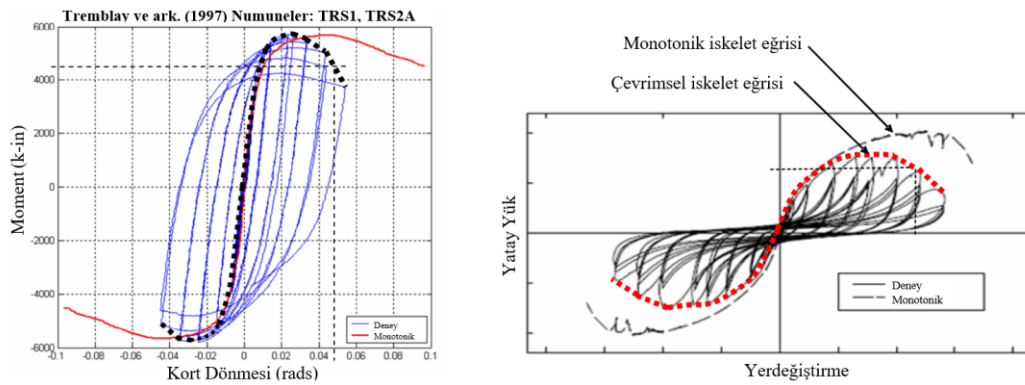 Tremblay ve ark. (1997) Numuneler: TRS1, TRS2A
Moment (k-in)
6000
4000
2000
0
-2000
-4000
-6000
-0.1
-0.08
-0.06
-0.04
-0.02
0
0.02
0.04
0.06
0.08
0.1
Deney
Monotonik
Kort Dönmesi (rads)
Monotonik iskelet eğrisi
Çevrimsel iskelet eğrisi
Yatay Yük
Deney
Monotonik
Yerdeğiştirme